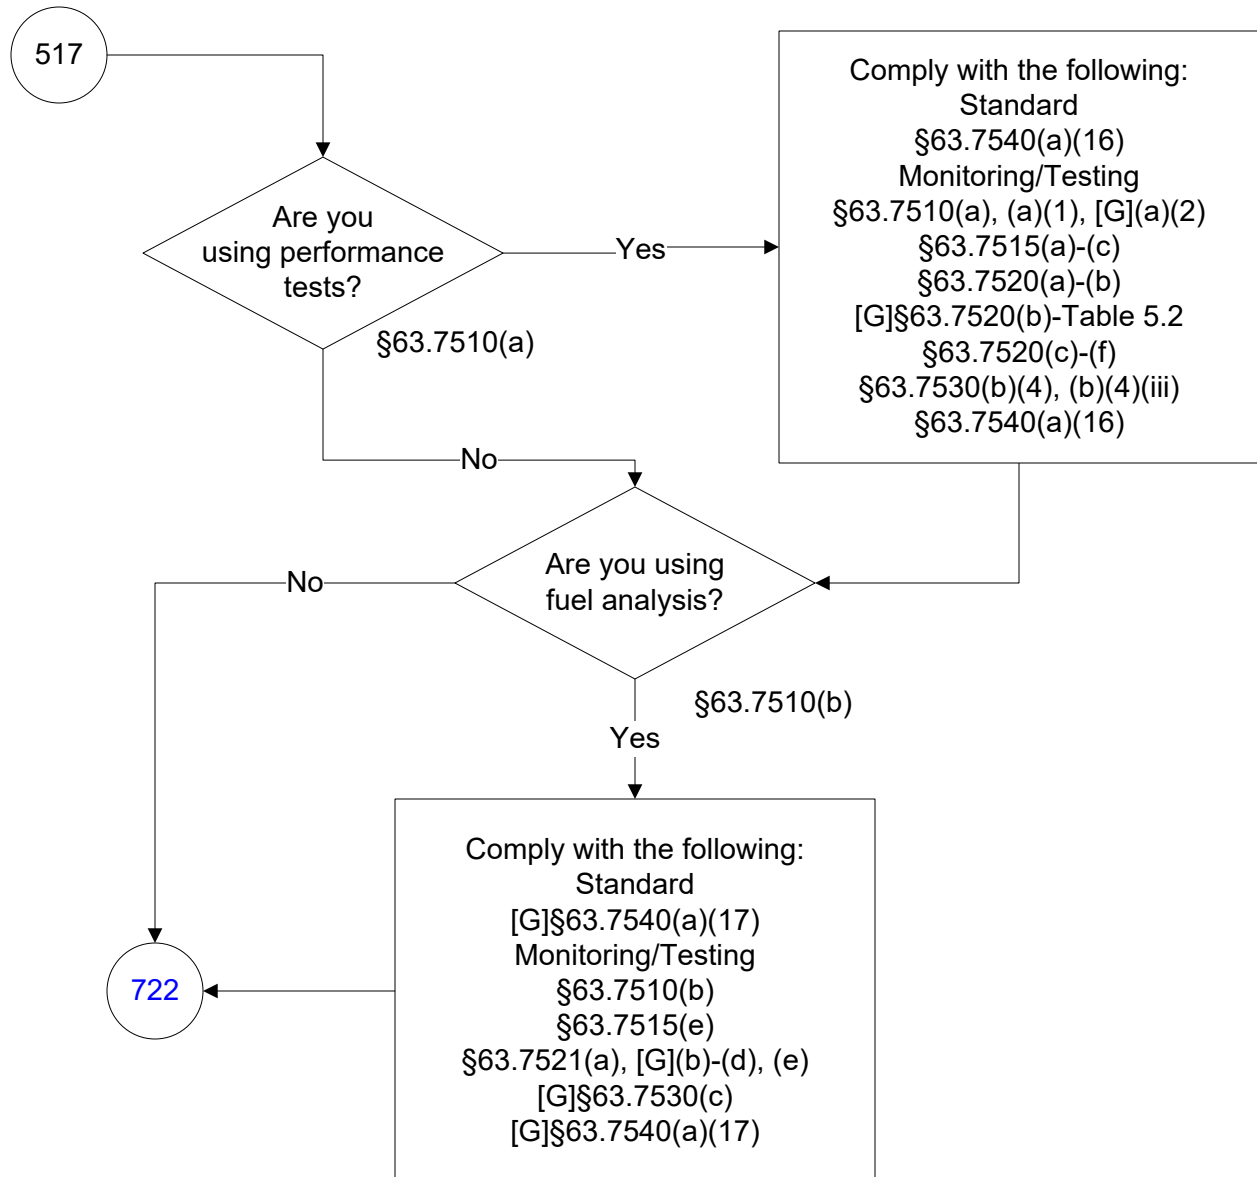 517
Are you
using performance
tests?
§63.7510(a)
Yes
Comply with the following:
Standard
§63.7540(a)(16)
Monitoring/Testing
§63.7510(a), (a)(1), [G](a)(2)
§63.7515(a)-(c)
§63.7520(a)-(b)
[G]§63.7520(b)-Table 5.2
§63.7520(c)-(f)
§63.7530(b)(4), (b)(4)(iii)
§63.7540(a)(16)
No
Are you using
fuel analysis?
§63.7510(b)
No
Yes
Comply with the following:
Standard
[G]§63.7540(a)(17)
Monitoring/Testing
§63.7510(b)
§63.7515(e)
§63.7521(a), [G](b)-(d), (e)
[G]§63.7530(c)
[G]§63.7540(a)(17)
722